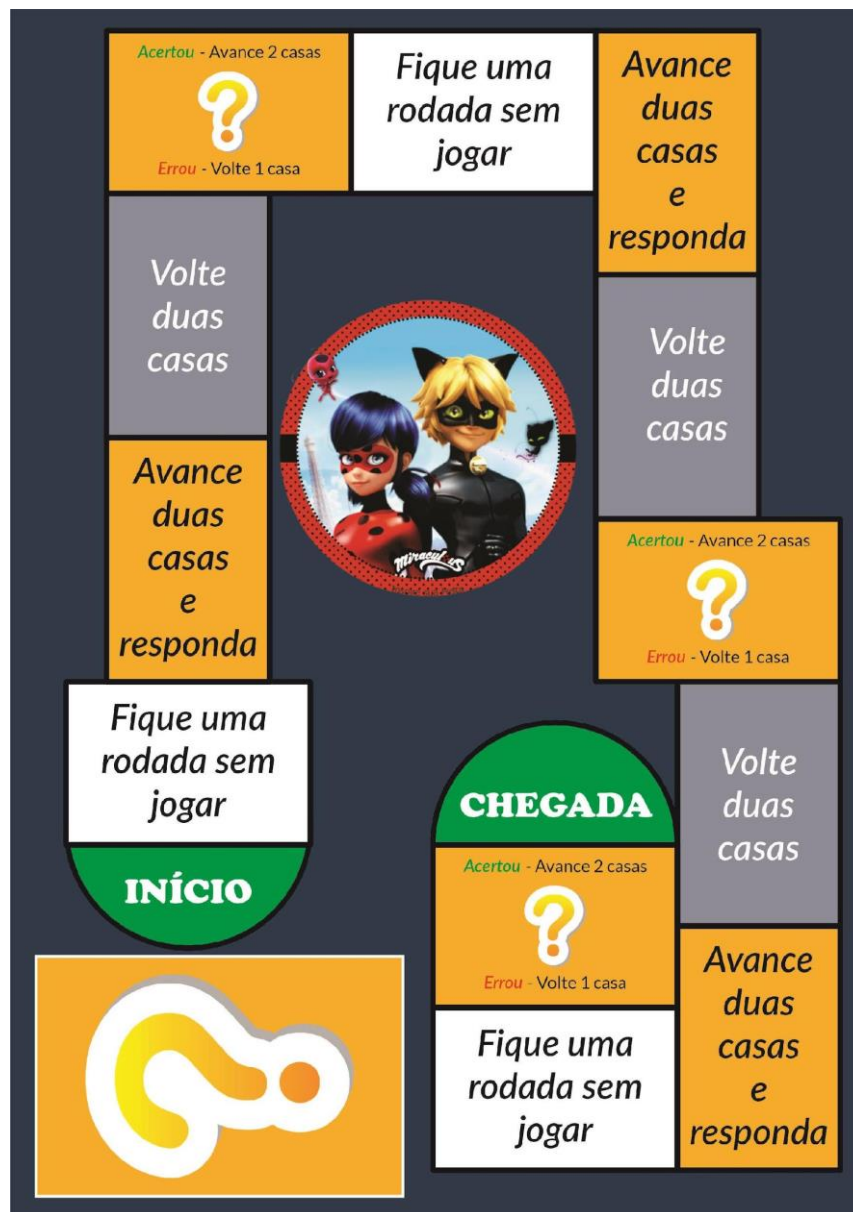 Acertou - Avance 2 casas
Errou - Volte 1 casa
Fique uma
rodada sem
jogar
Avance
duas
casas
e
responda
Volte
duas
casas
Volte
duas
casas
Miraculous
Avance
duas
casas
e
responda
Acertou - Avance 2 casas
Errou - Volte 1 casa
Fique uma
rodada sem
jogar
INÍCIO
CHEGADA
Volte
duas
casas
Acertou - Avance 2 casas
Errou - Volte 1 casa
Fique uma
rodada sem
jogar
Avance
duas
casas
e
responda